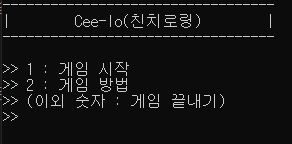 Cee-lo(친치로링)
>> 1 : 게임 시작
>> 2 : 게임 방법
>> (이외 숫자 : 게임 끝내기)
>>